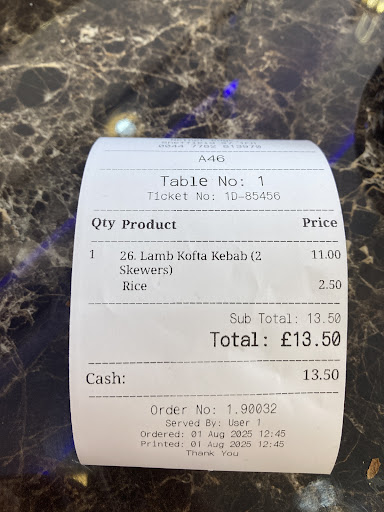 A46
Table No: 1
Ticket No: 1D-85456
Qty Product Price
1 26. Lamb Kofta Kebab (2 11.00
Skewers)
Rice 2.50
Sub Total: 13.50
Total: £13.50
Cash: 13.50
Order No: 1.90032
Served By: User 1
Ordered: 01 Aug 2025 12:45
Printed: 01 Aug 2025 12:45
Thank You